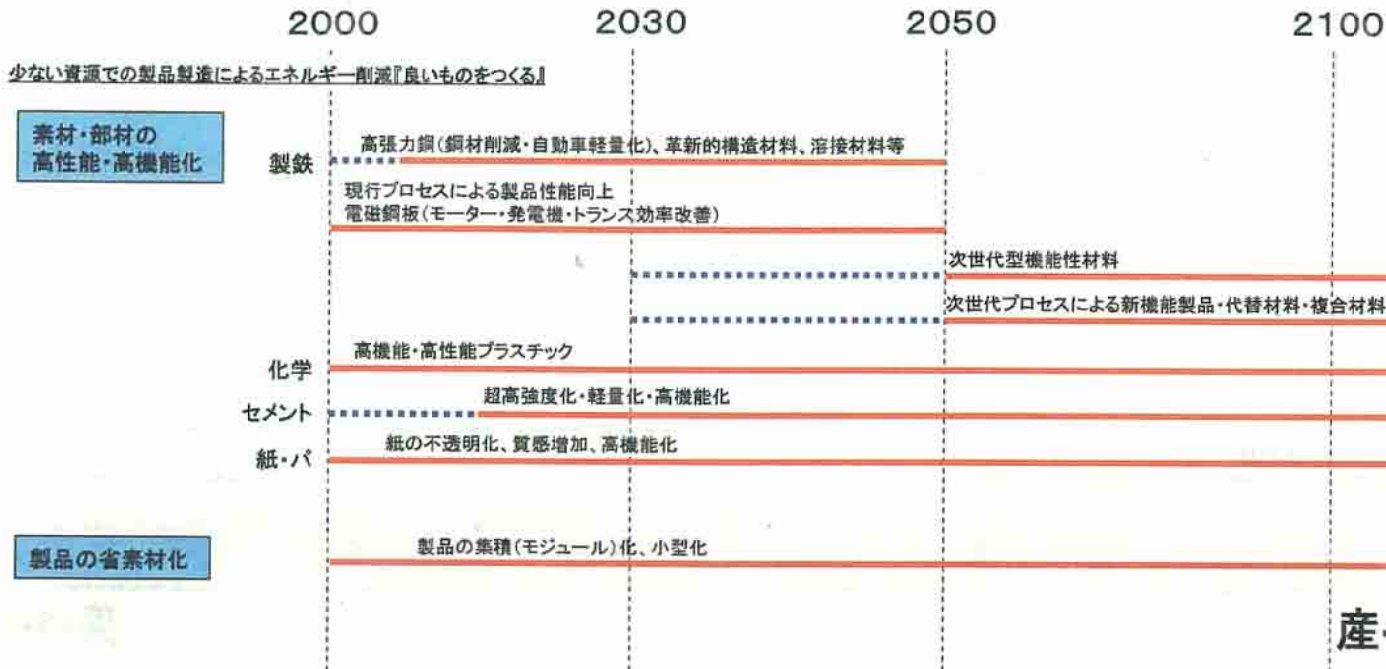 2000 2030 2050 2100
少ない資源での製品製造によるエネルギー削減『良いものをつくる』
素材・部材の
高性能・高機能化
製鉄
高張力鋼(鋼材削減・自動車軽量化)、革新的構造材料、溶接材料等
現行プロセスによる製品性能向上
電磁鋼板(モーター・発電機・トランス効率改善)
次世代型機能性材料
次世代プロセスによる新機能製品・代替材料・複合材料
化学
高機能・高性能プラスチック
セメント
超高強度化・軽量化・高機能化
紙・パ
紙の不透明化、質感増加、高機能化
製品の省素材化
製品の集積(モジュール)化、小型化
産・